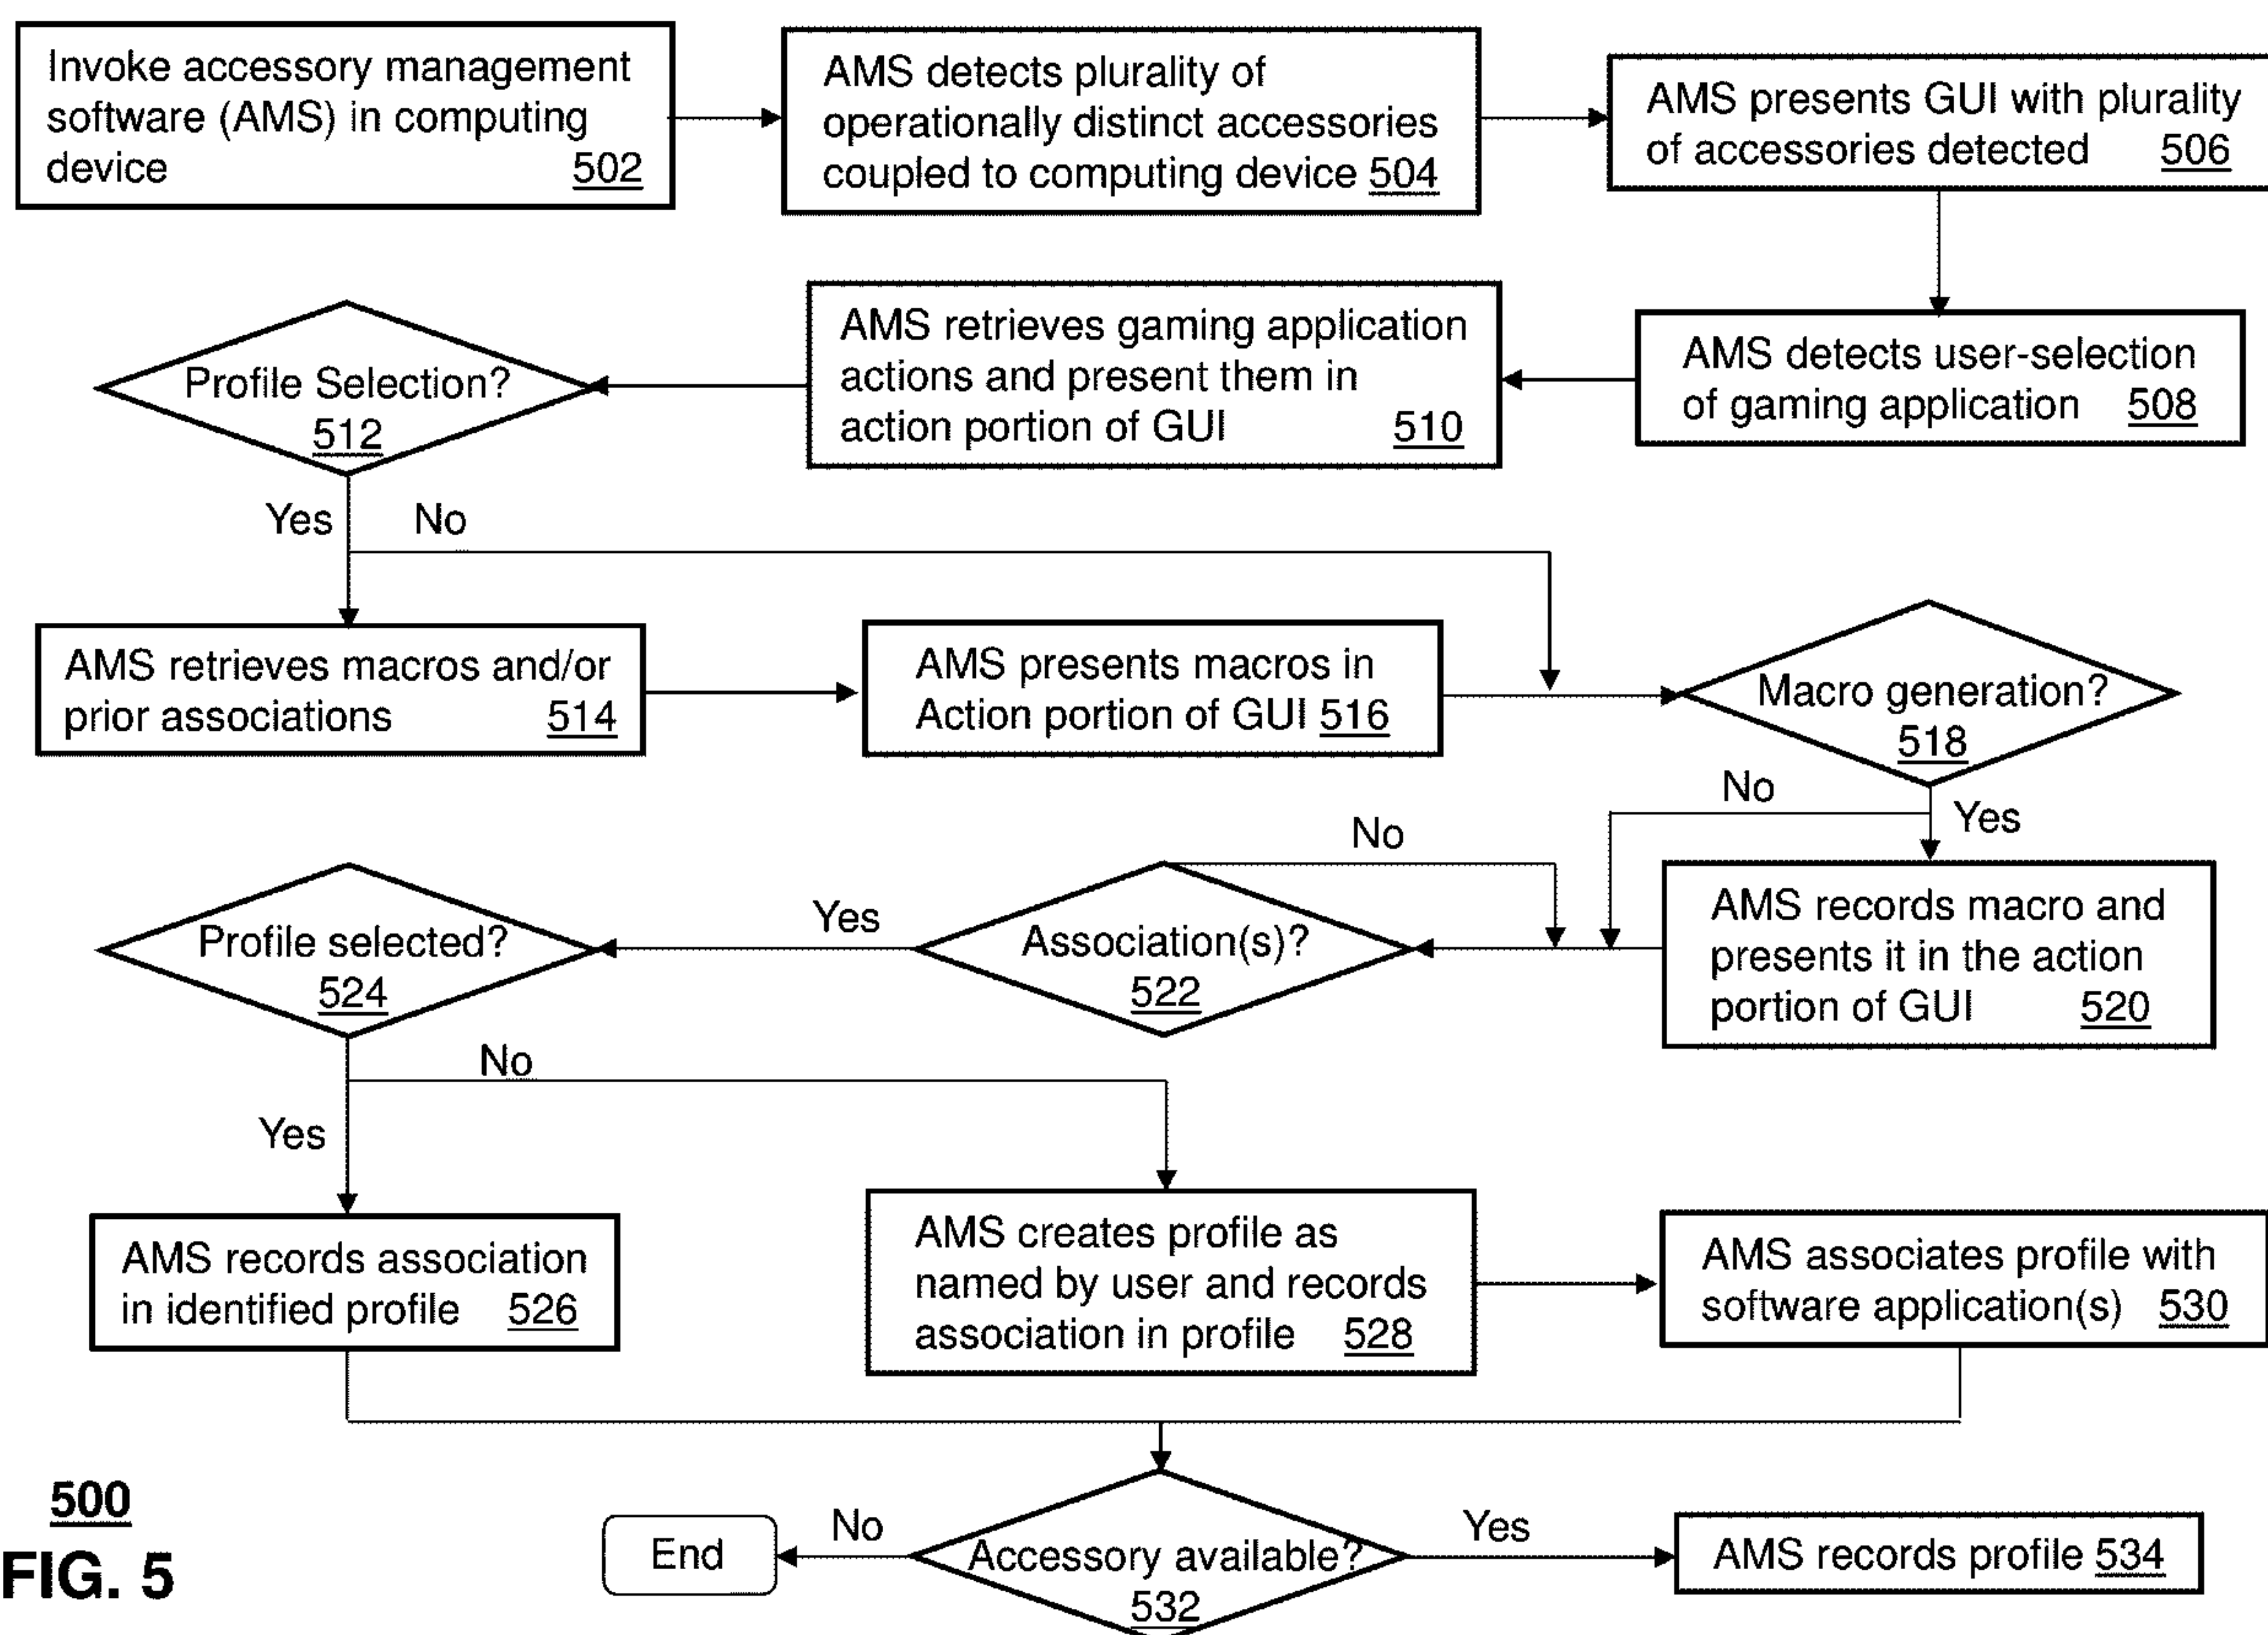 Invoke accessory management
software (AMS) in computing
device 502
AMS detects plurality of
operationally distinct accessories
coupled to computing device 504
AMS presents GUI with plurality
of accessories detected 506
AMS detects user-selection
of gaming application 508
AMS retrieves gaming application
actions and present them in
action portion of GUI 510
Profile Selection?
512
Yes
No
AMS retrieves macros and/or
prior associations 514
AMS presents macros in
Action portion of GUI 516
Macro generation?
518
No
Yes
AMS records macro and
presents it in the action
portion of GUI 520
No
Association(s)?
522
Yes
Profile selected?
524
No
Yes
AMS records association
in identified profile 526
AMS creates profile as
named by user and records
association in profile 528
AMS associates profile with
software application(s) 530
Accessory available?
532
No
End
Yes
AMS records profile 534
500
FIG. 5